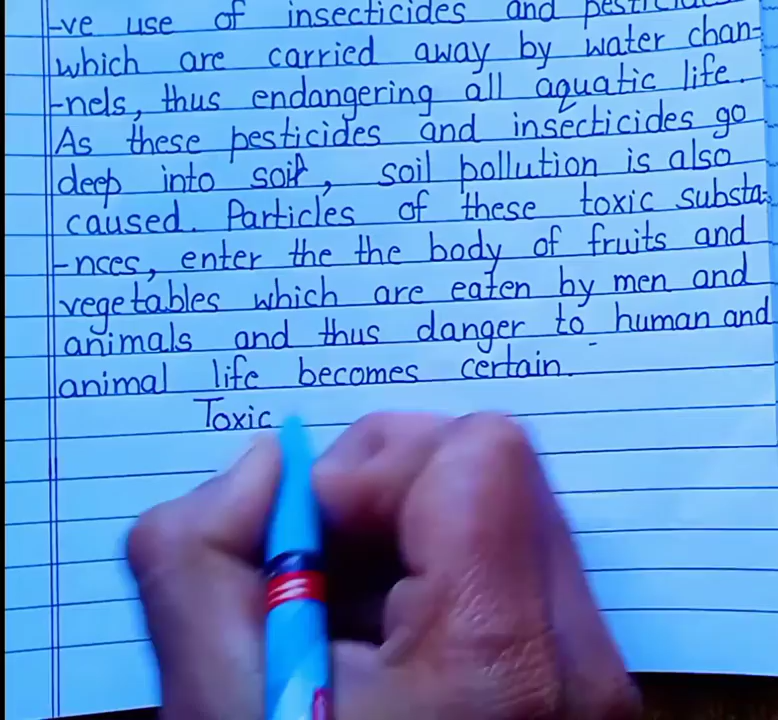 -ve use of insecticides and
which are carried away by water chan-
-nels, thus endangering all aquatic life.
As these pesticides and insecticides go
deep into soil, soil pollution is also
caused. Particles of these toxic substa-
-nces, enter the the body of fruits and
vegetables which are eaten by men and
animals and thus danger to human and
animal life becomes certain.
Toxic